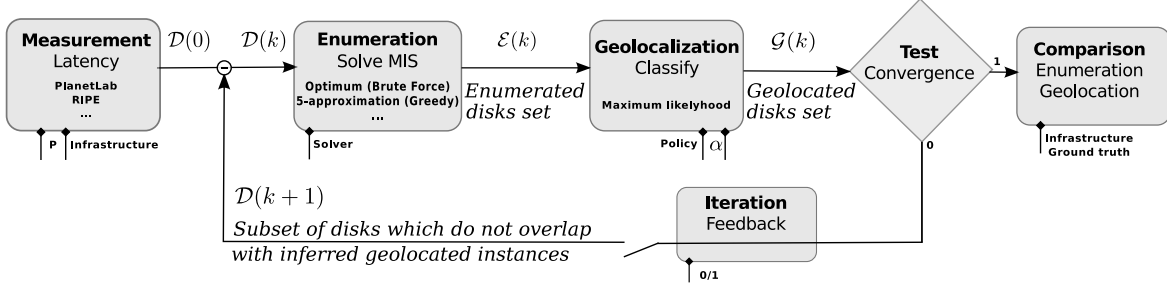 Measurement
Latency
PlanetLab
RIPE
...
P
Infrastructure
𝒟(0)
𝒟(k)
Enumeration
Solve MIS
Optimum (Brute Force)
5-approximation (Greedy)
...
Solver
ℰ(k)
Enumerated
disks set
Geolocalization
Classify
Maximum likelyhood
Policy
α
𝒢(k)
Geolocated
disks set
Test
Convergence
1
0
Comparison
Enumeration
Geolocation
Infrastructure
Ground truth
𝒟(k + 1)
Subset of disks which do not overlap
with inferred geolocated instances
Iteration
Feedback
0/1